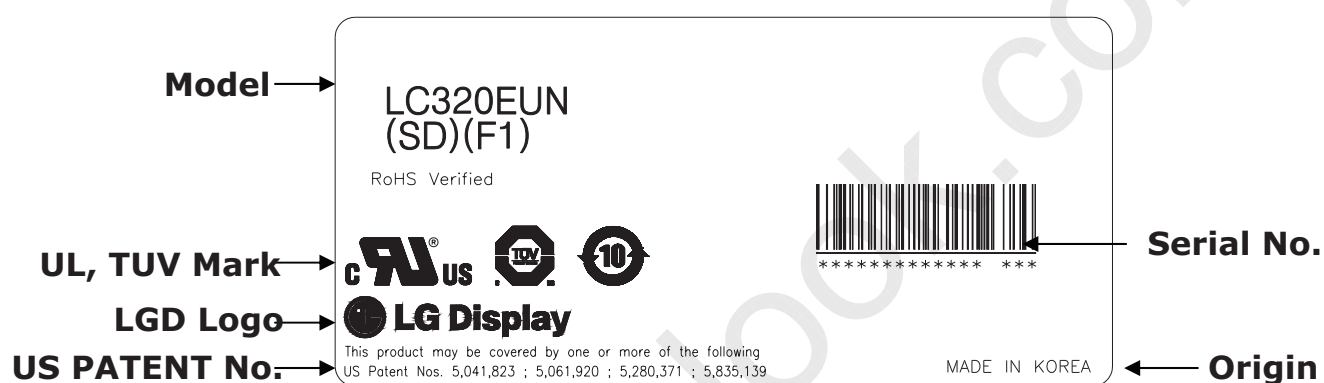 Model
LC320EUN
(SD)(F1)
RoHS Verified
UL, TUV Mark
c RU ® US TÜV 10
Serial No.
************* ***
LGD Logo
LG Display
US PATENT No.
This product may be covered by one or more of the following
US Patent Nos. 5,041,823 ; 5,061,920 ; 5,280,371 ; 5,835,139
MADE IN KOREA
Origin